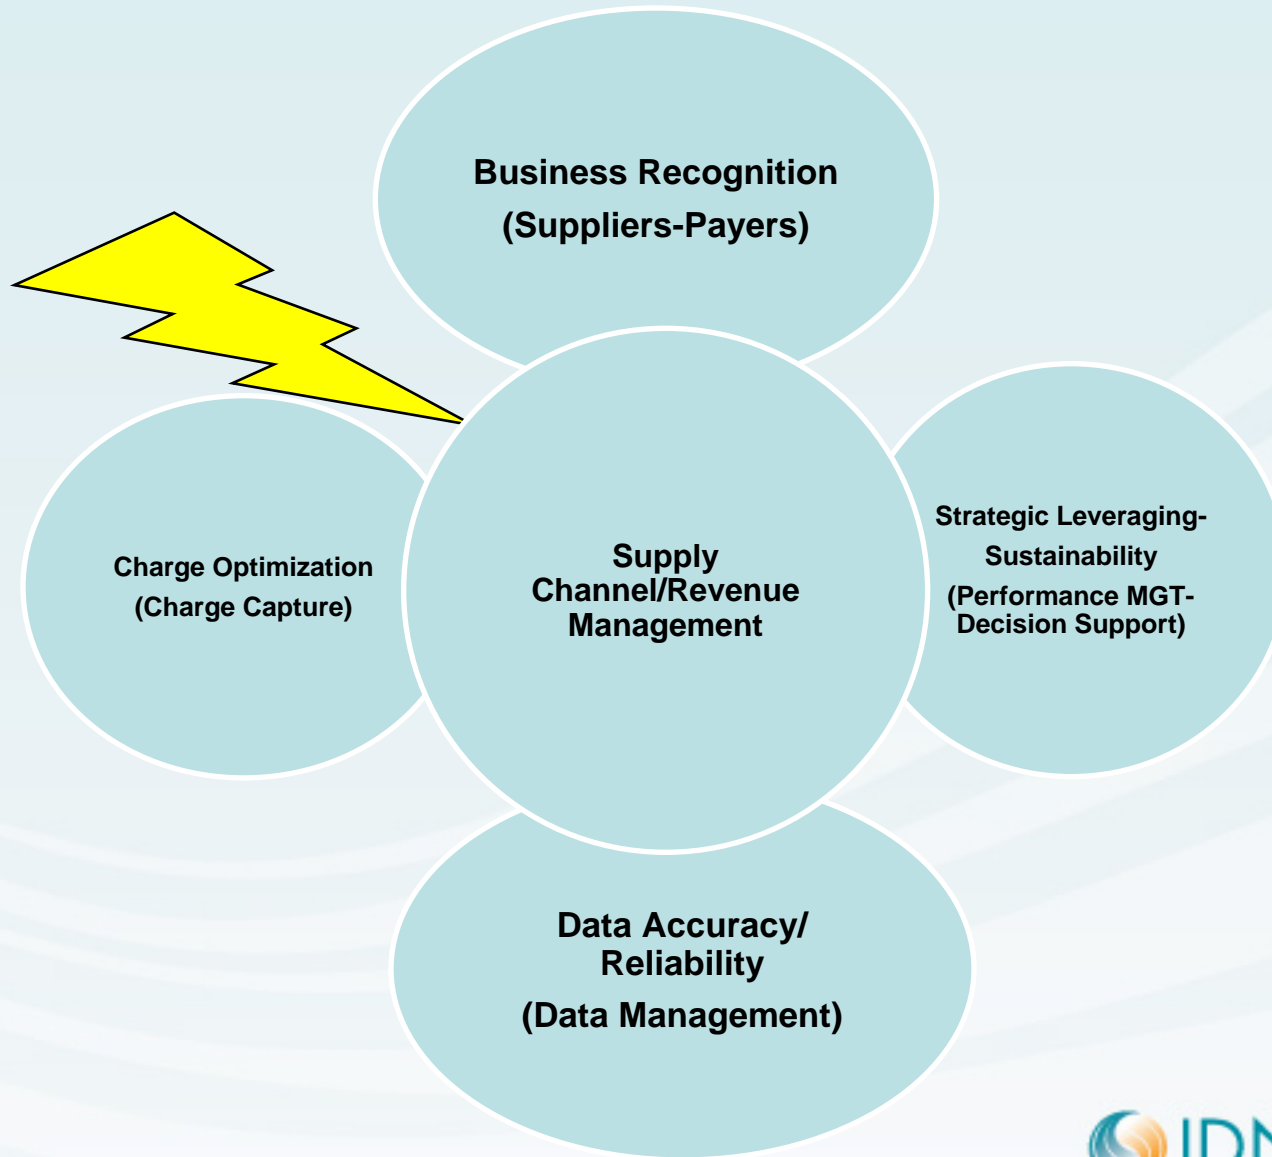 Business Recognition
(Suppliers-Payers)
Charge Optimization
(Charge Capture)
Supply
Channel/Revenue
Management
Strategic Leveraging-
Sustainability
(Performance MGT-
Decision Support)
Data Accuracy/
Reliability
(Data Management)
IDN